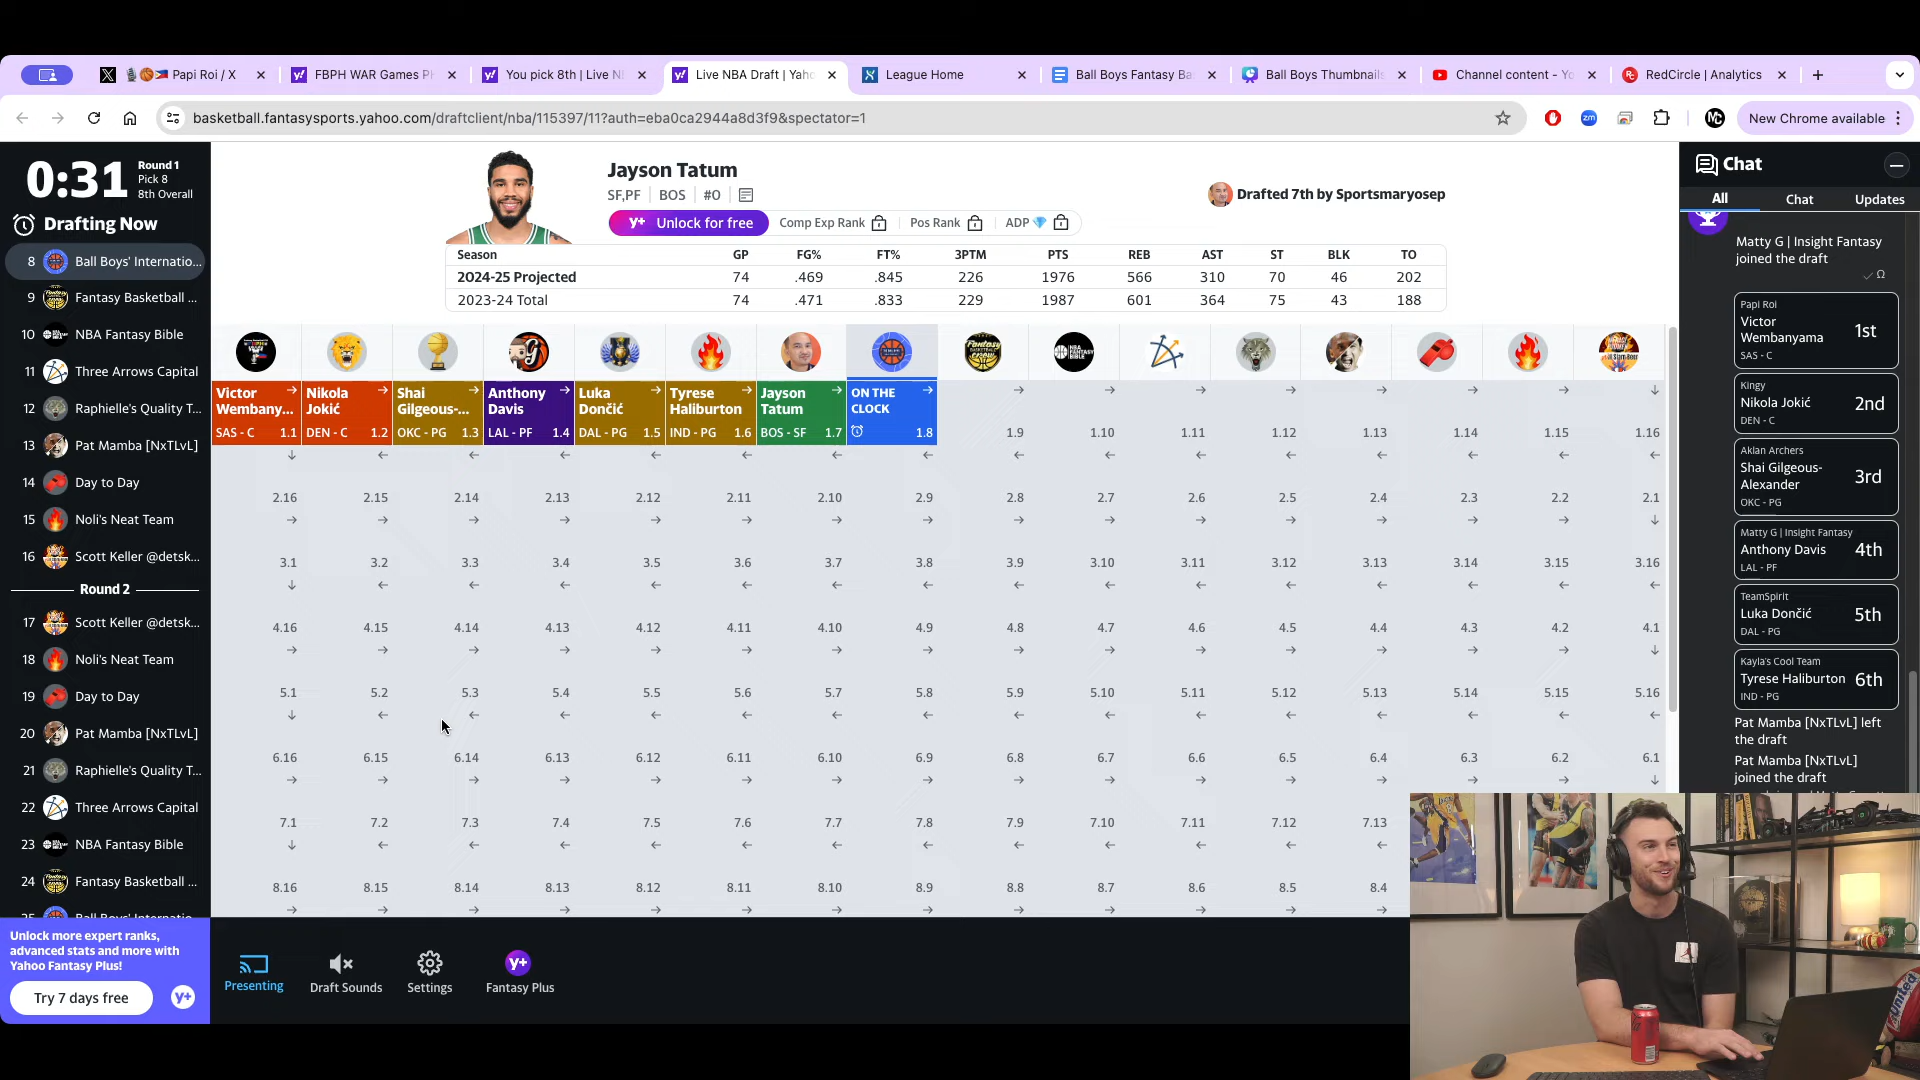 Papi Roi / X
FBPH WAR Games P
You pick 8th | Live N
Live NBA Draft | Yaho
League Home
Ball Boys Fantasy Ba
Ball Boys Thumbnails
Channel content - Yo
RedCircle | Analytics
basketball.fantasysports.yahoo.com/draftclient/nba/115397/11?auth=eba0ca2944a8d3f9&spectator=1
New Chrome available
0:31
Round 1
Pick 8
8th Overall
Drafting Now
8 Ball Boys' Internatio...
9 Fantasy Basketball ...
10 NBA Fantasy Bible
11 Three Arrows Capital
12 Raphielle's Quality T...
13 Pat Mamba [NxTLvL]
14 Day to Day
15 Noli's Neat Team
16 Scott Keller @detsk...
Round 2
17 Scott Keller @detsk...
18 Noli's Neat Team
19 Day to Day
20 Pat Mamba [NxTLvL]
21 Raphielle's Quality T...
22 Three Arrows Capital
23 NBA Fantasy Bible
24 Fantasy Basketball ...
25 Ball Boys' Internatio...
Unlock more expert ranks,
advanced stats and more with
Yahoo Fantasy Plus!
Try 7 days free
y+
Jayson Tatum
SF,PF | BOS | #0
y+ Unlock for free
Comp Exp Rank
Pos Rank
ADP
Drafted 7th by Sportsmaryosep
Season GP FG% FT% 3PTM PTS REB AST ST BLK TO
2024-25 Projected 74 .469 .845 226 1976 566 310 70 46 202
2023-24 Total 74 .471 .833 229 1987 601 364 75 43 188
Victor
Wembany...
SAS - C 1.1
Nikola
Jokić
DEN - C 1.2
Shai
Gilgeous-...
OKC - PG 1.3
Anthony
Davis
LAL - PF 1.4
Luka
Dončić
DAL - PG 1.5
Tyrese
Haliburton
IND - PG 1.6
Jayson
Tatum
BOS - SF 1.7
ON THE
CLOCK
1.8
1.9 1.10 1.11 1.12 1.13 1.14 1.15 1.16
2.16 2.15 2.14 2.13 2.12 2.11 2.10 2.9 2.8 2.7 2.6 2.5 2.4 2.3 2.2 2.1
3.1 3.2 3.3 3.4 3.5 3.6 3.7 3.8 3.9 3.10 3.11 3.12 3.13 3.14 3.15 3.16
4.16 4.15 4.14 4.13 4.12 4.11 4.10 4.9 4.8 4.7 4.6 4.5 4.4 4.3 4.2 4.1
5.1 5.2 5.3 5.4 5.5 5.6 5.7 5.8 5.9 5.10 5.11 5.12 5.13 5.14 5.15 5.16
6.16 6.15 6.14 6.13 6.12 6.11 6.10 6.9 6.8 6.7 6.6 6.5 6.4 6.3 6.2 6.1
7.1 7.2 7.3 7.4 7.5 7.6 7.7 7.8 7.9 7.10 7.11 7.12 7.13
8.16 8.15 8.14 8.13 8.12 8.11 8.10 8.9 8.8 8.7 8.6 8.5 8.4
Presenting
Draft Sounds
Settings
y+
Fantasy Plus
Chat
All Chat Updates
Matty G | Insight Fantasy
joined the draft
Papi Roi
Victor
Wembanyama
SAS - C
1st
Kingy
Nikola Jokić
DEN - C
2nd
Aklan Archers
Shai Gilgeous-
Alexander
OKC - PG
3rd
Matty G | Insight Fantasy
Anthony Davis
LAL - PF
4th
TeamSpirit
Luka Dončić
DAL - PG
5th
Kayla's Cool Team
Tyrese Haliburton
IND - PG
6th
Pat Mamba [NxTLvL] left
the draft
Pat Mamba [NxTLvL]
joined the draft